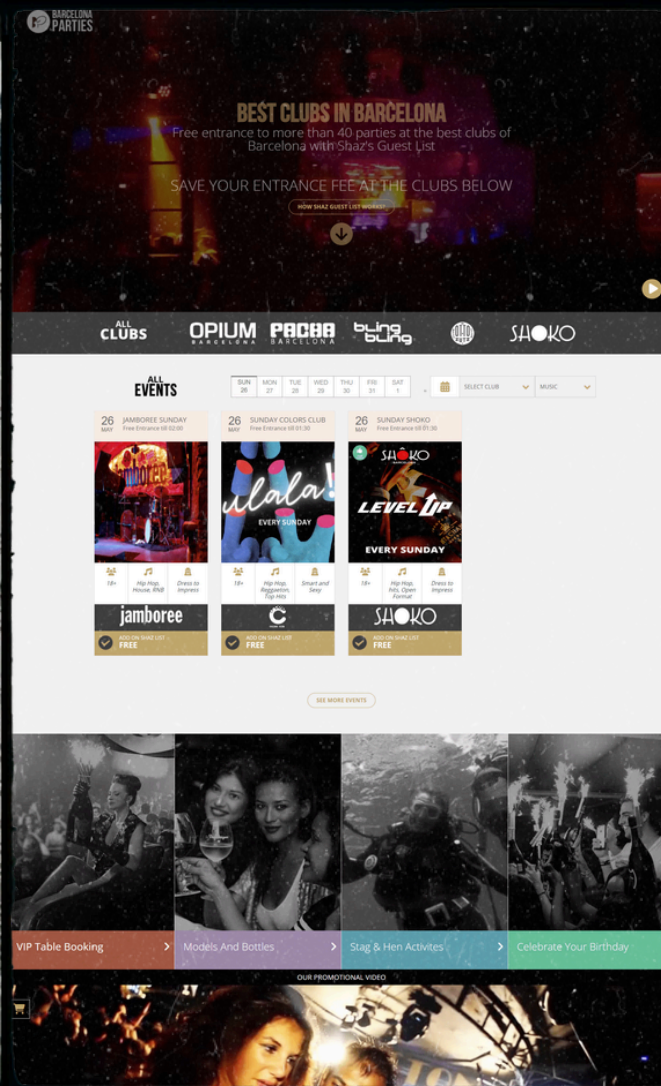 BARCELONA
PARTIES
BEST CLUBS IN BARCELONA
Free entrance to more than 40 parties at the best clubs of
Barcelona with Shaz's Guest List
SAVE YOUR ENTRANCE FEE AT THE CLUBS BELOW
HOW SHAZ GUEST LIST WORKS?
ALL
CLUBS
OPIUM
BARCELONA
PACHA
BARCELONA
bling
bling
SHOKO
ALL
EVENTS
SUN
26
MON
27
TUE
28
WED
29
THU
30
FRI
31
SAT
1
SELECT CLUB
MUSIC
26
MAY
JAMBOREE SUNDAY
Free Entrance till 02:00
26
MAY
SUNDAY COLORS CLUB
Free Entrance till 01:30
26
MAY
SUNDAY SHOKO
Free Entrance till 01:30
ulala!
EVERY SUNDAY
SHOKO
LEVEL UP
EVERY SUNDAY
18+
Hip Hop,
House, RNB
Dress to
Impress
18+
Hip Hop,
Reggaeton,
Top Hits
Smart and
Sexy
18+
Hip Hop,
hits, Open
Format
Dress to
Impress
jamboree
SHOKO
ADD ON SHAZ LIST
FREE
ADD ON SHAZ LIST
FREE
ADD ON SHAZ LIST
FREE
SEE MORE EVENTS
VIP Table Booking
Models And Bottles
Stag & Hen Activites
Celebrate Your Birthday
OUR PROMOTIONAL VIDEO